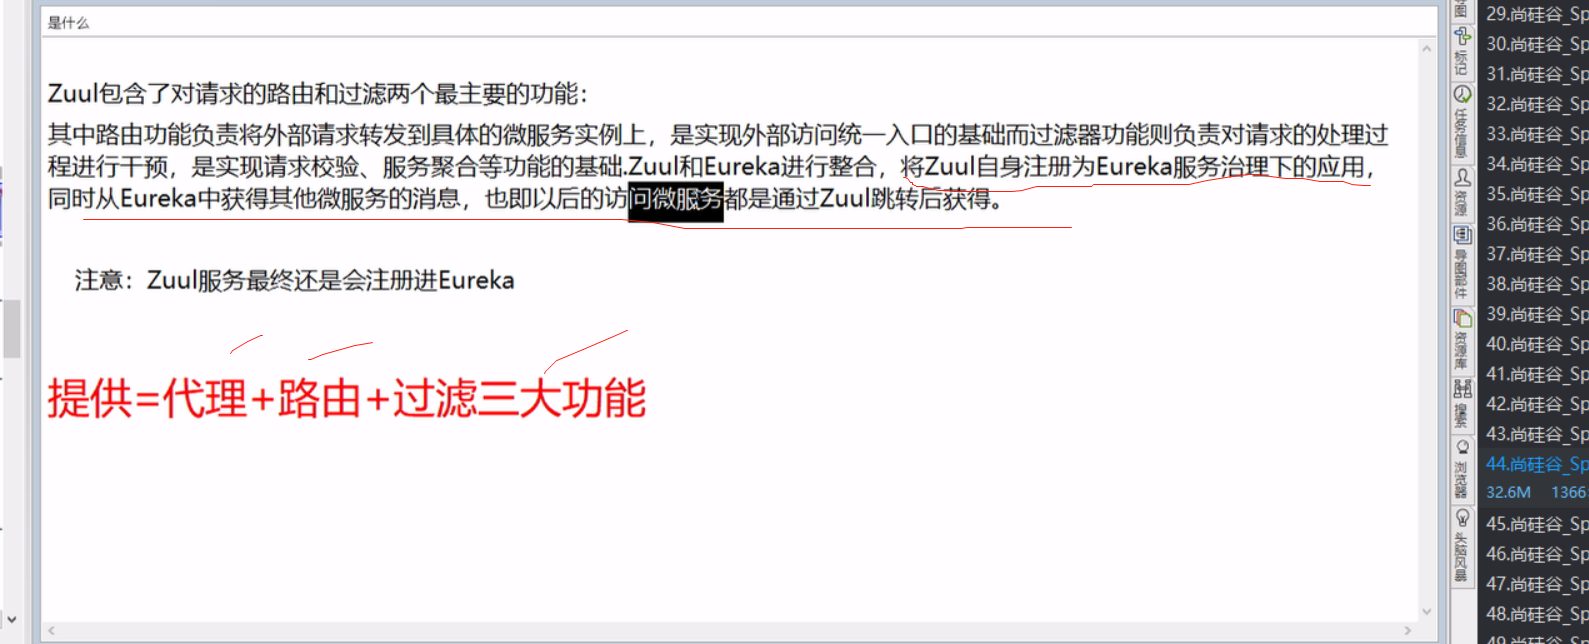 是什么
Zuul包含了对请求的路由和过滤两个最主要的功能：
其中路由功能负责将外部请求转发到具体的微服务实例上，是实现外部访问统一入口的基础而过滤器功能则负责对请求的处理过
程进行干预，是实现请求校验、服务聚合等功能的基础.Zuul和Eureka进行整合，将Zuul自身注册为Eureka服务治理下的应用，
同时从Eureka中获得其他微服务的消息，也即以后的访问微服务都是通过Zuul跳转后获得。
注意：Zuul服务最终还是会注册进Eureka
提供=代理+路由+过滤三大功能
图
标记
任务信息
资源
导图部件
资源库
搜索
浏览器
头脑风暴
29.尚硅谷_Sp
30.尚硅谷_Sp
31.尚硅谷_Sp
32.尚硅谷_Sp
33.尚硅谷_Sp
34.尚硅谷_Sp
35.尚硅谷_Sp
36.尚硅谷_Sp
37.尚硅谷_Sp
38.尚硅谷_Sp
39.尚硅谷_Sp
40.尚硅谷_Sp
41.尚硅谷_Sp
42.尚硅谷_Sp
43.尚硅谷_Sp
44.尚硅谷_Sp
32.6M 1366
45.尚硅谷_Sp
46.尚硅谷_Sp
47.尚硅谷_Sp
48.尚硅谷_Sp